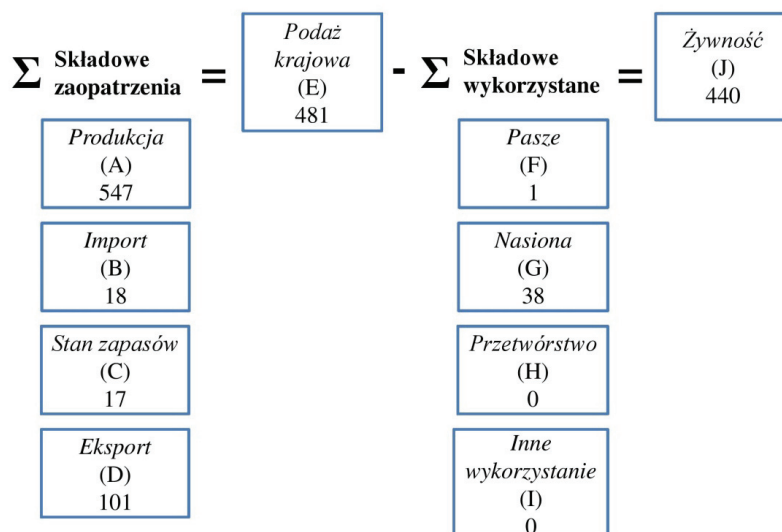 Σ Składowe
zaopatrzenia
=
Podaż
krajowa
(E)
481
- Σ Składowe
wykorzystane
=
Żywność
(J)
440
Produkcja
(A)
547
Import
(B)
18
Stan zapasów
(C)
17
Eksport
(D)
101
Pasze
(F)
1
Nasiona
(G)
38
Przetwórstwo
(H)
0
Inne
wykorzystanie
(I)
0